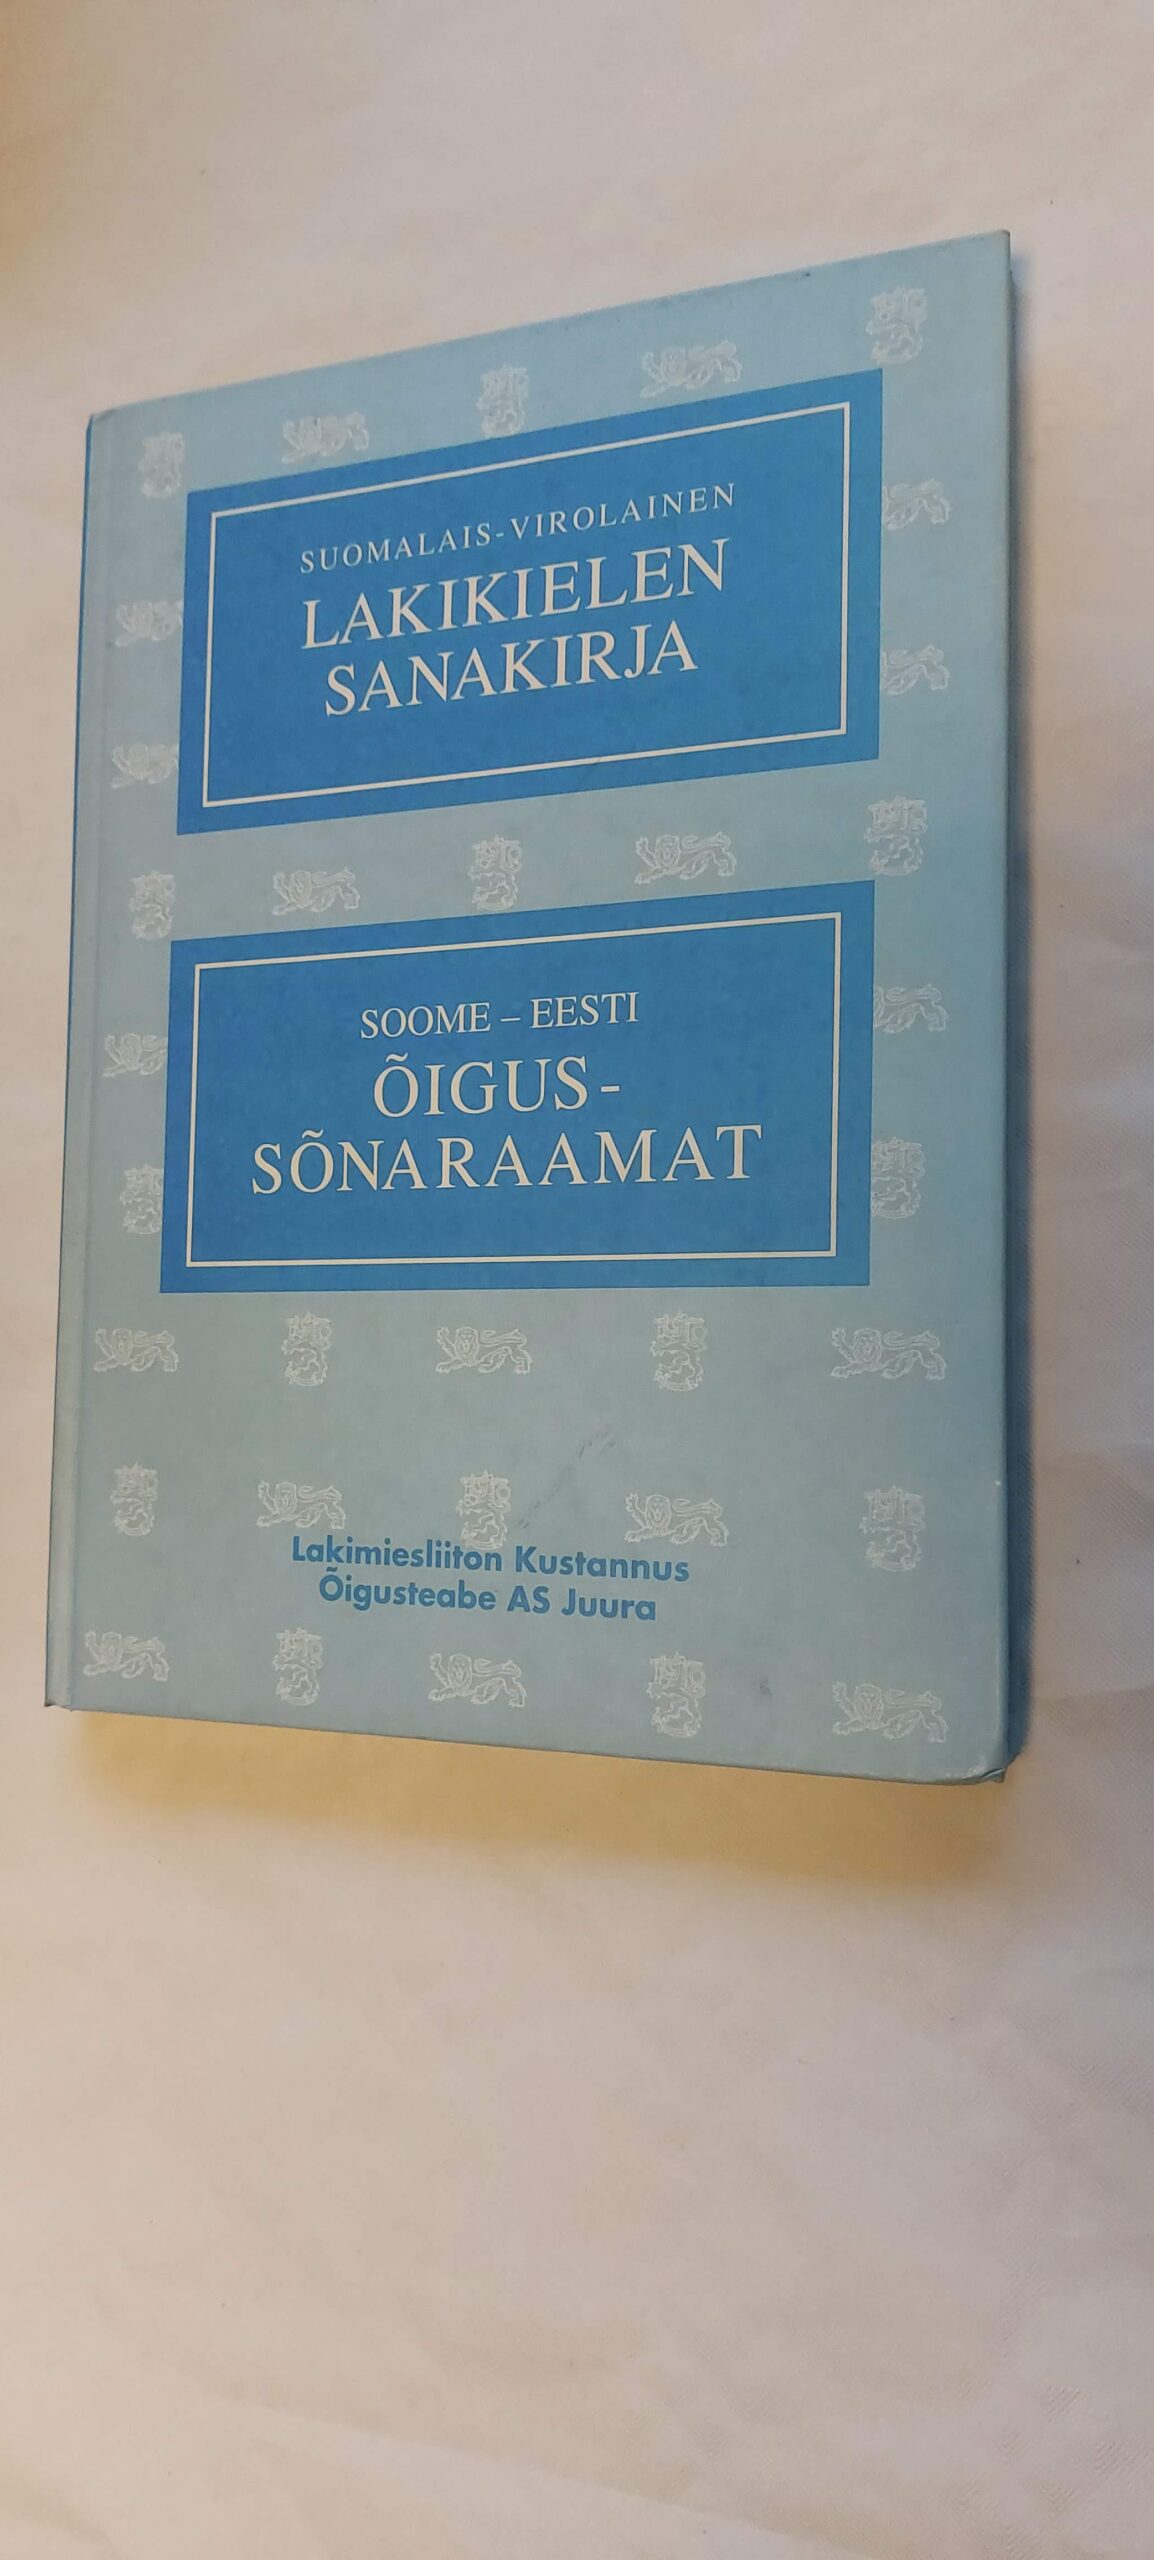 SUOMALAIS-VIROLAINEN
LAKIKIELEN
SANAKIRJA
SOOME – EESTI
ÕIGUS-
SÕNARAAMAT
Lakimiesliiton Kustannus
Õigusteabe AS Juura